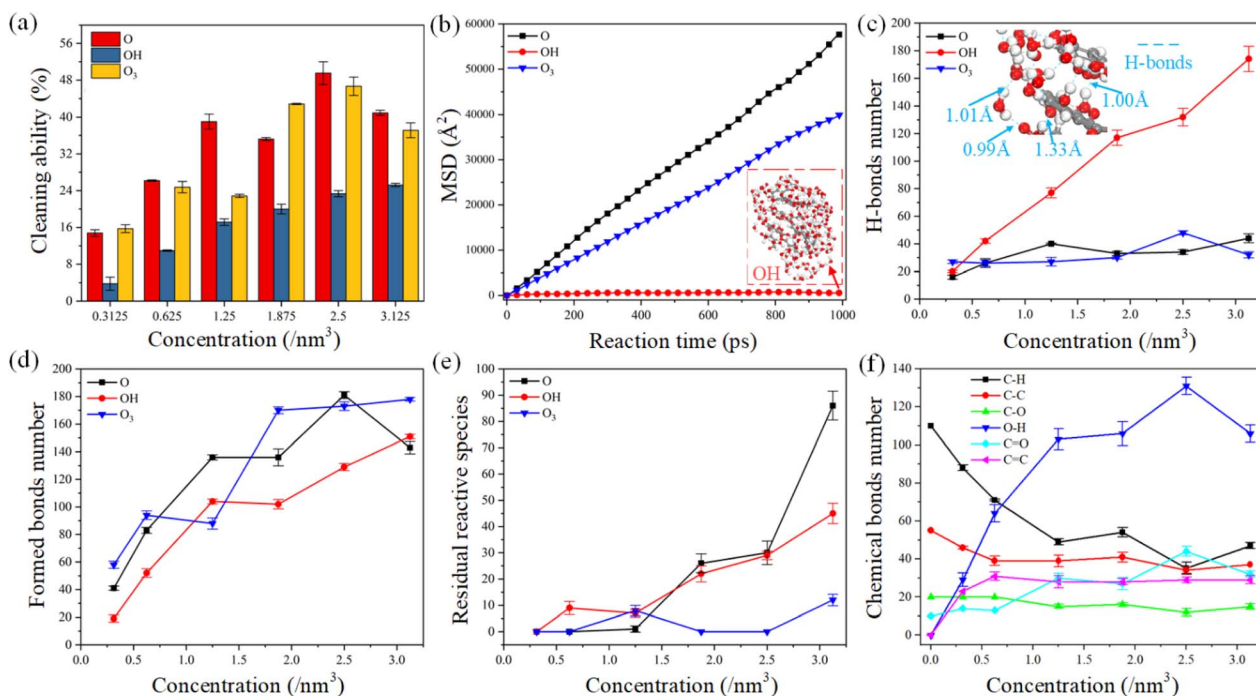 (a)
O
OH
O3
Cleaning ability (%)
56
48
40
32
24
16
8
0
0.3125
0.625
1.25
1.875
2.5
3.125
Concentration (/nm3)
(b)
O
OH
O3
MSD (Å2)
60000
50000
40000
30000
20000
10000
0
0
200
400
600
800
1000
Reaction time (ps)
OH
(c)
O
OH
O3
H-bonds
1.01Å
1.00Å
0.99Å
1.33Å
H-bonds number
200
180
160
140
120
100
80
60
40
20
0
0.0
0.5
1.0
1.5
2.0
2.5
3.0
Concentration (/nm3)
(d)
O
OH
O3
Formed bonds number
200
180
160
140
120
100
80
60
40
20
0
0.0
0.5
1.0
1.5
2.0
2.5
3.0
Concentration (/nm3)
(e)
O
OH
O3
Residual reactive species
100
90
80
70
60
50
40
30
20
10
0
0.0
0.5
1.0
1.5
2.0
2.5
3.0
Concentration (/nm3)
(f)
C-H
C-C
C-O
O-H
C=O
C=C
Chemical bonds number
140
120
100
80
60
40
20
0
0.0
0.5
1.0
1.5
2.0
2.5
3.0
Concentration (/nm3)